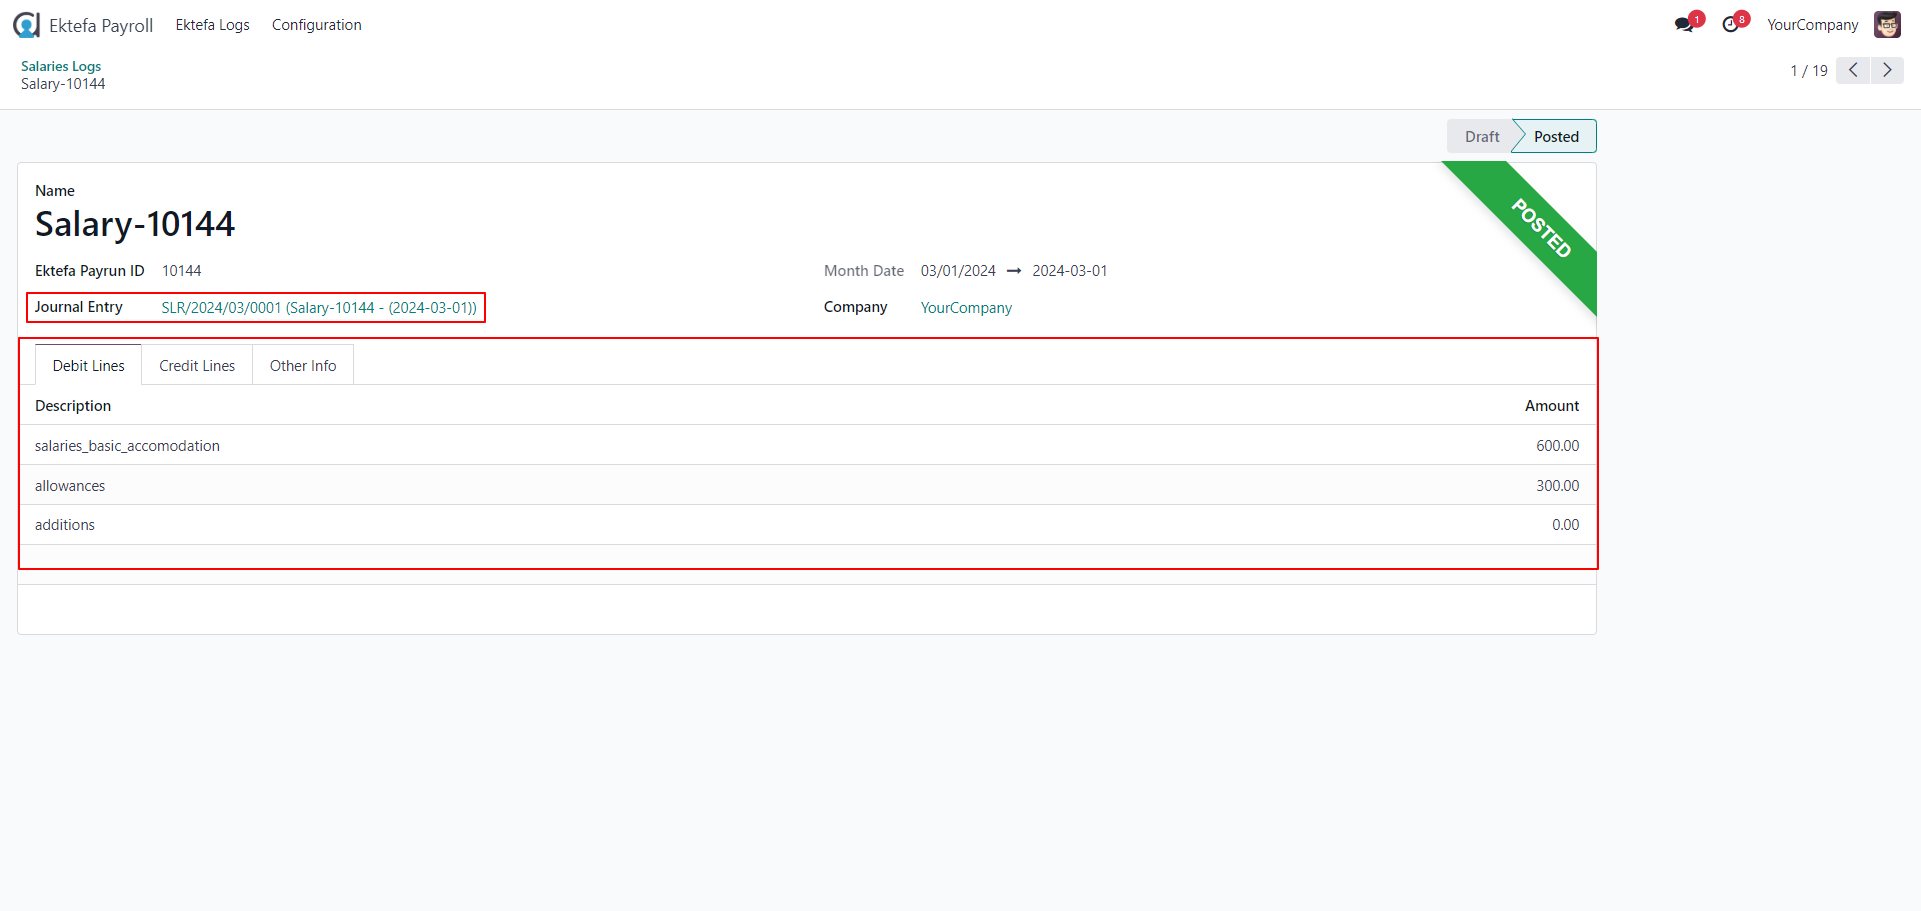 Ektefa Payroll Ektefa Logs Configuration 1 8 YourCompany
Salaries Logs
Salary-10144
1 / 19
Draft Posted
POSTED
Name
Salary-10144
Ektefa Payrun ID 10144 Month Date 03/01/2024 → 2024-03-01
Journal Entry SLR/2024/03/0001 (Salary-10144 - (2024-03-01)) Company YourCompany
Debit Lines Credit Lines Other Info
Description Amount
salaries_basic_accomodation 600.00
allowances 300.00
additions 0.00